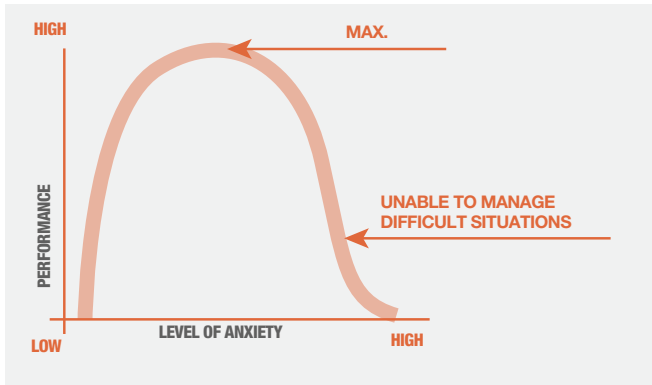 HIGH
MAX.
PERFORMANCE
UNABLE TO MANAGE
DIFFICULT SITUATIONS
LOW
LEVEL OF ANXIETY
HIGH